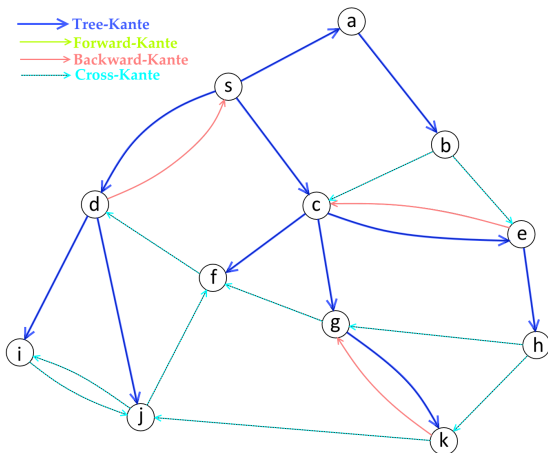 Tree-Kante
Forward-Kante
Backward-Kante
Cross-Kante
a
s
b
d
c
e
f
g
h
i
j
k